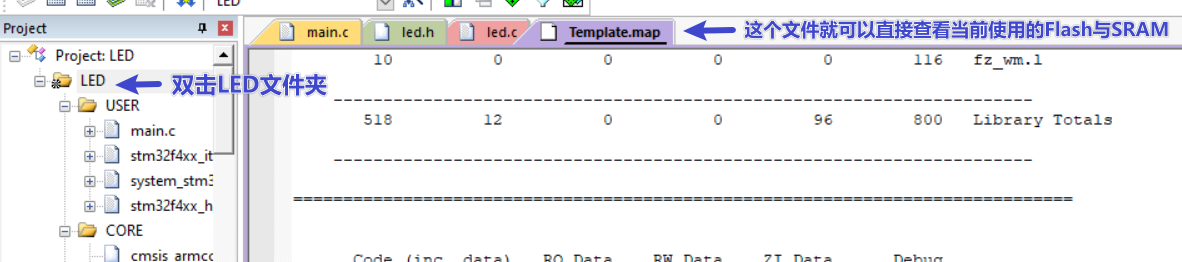 LED
Project
main.c
led.h
led.c
Template.map
这个文件就可以直接查看当前使用的Flash与SRAM
Project: LED
LED
双击LED文件夹
USER
main.c
stm32f4xx_it
system_stm3
stm32f4xx_h
CORE
cmsis_armcc
10 0 0 0 0 116 fz_wm.l
----------------------------------------------------------------------
518 12 0 0 96 800 Library Totals
----------------------------------------------------------------------
==============================================================================
Code (inc. data) RO Data RW Data ZI Data Debug